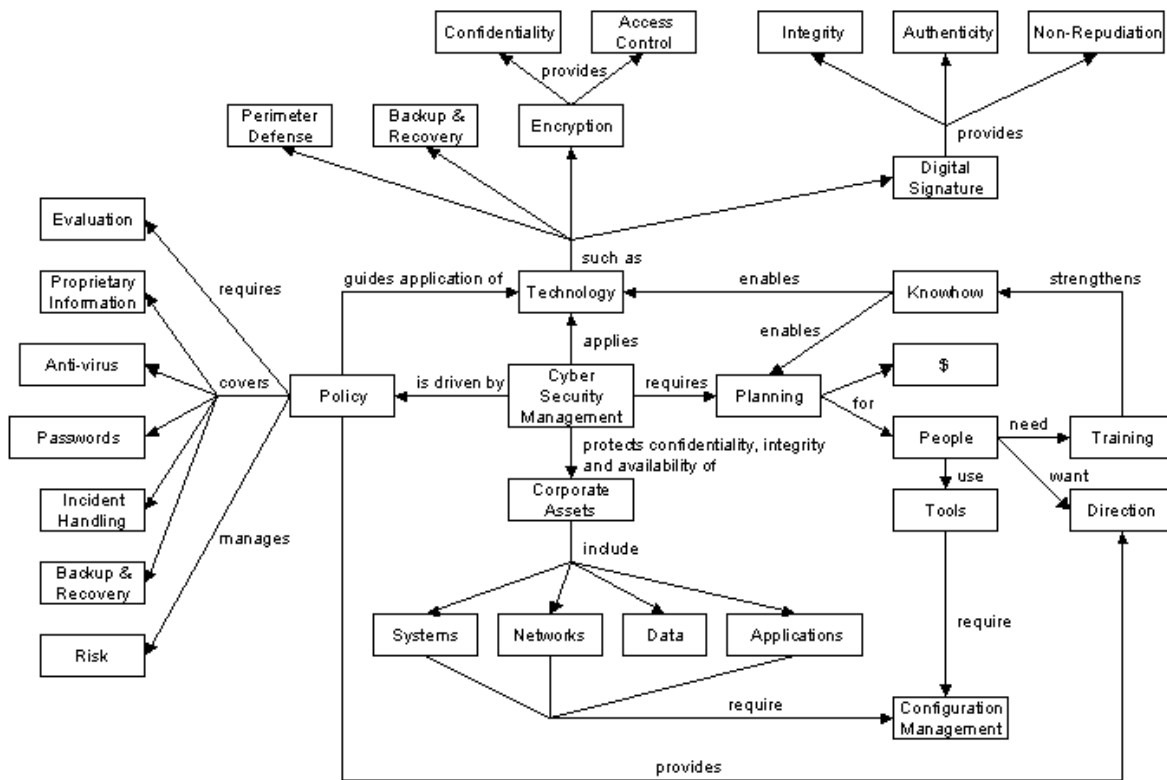 Confidentiality
Access
Control
Integrity
Authenticity
Non-Repudiation
provides
Perimeter
Defense
Backup &
Recovery
Encryption
provides
Digital
Signature
Evaluation
such as
guides application of
enables
strengthens
Proprietary
Information
requires
Technology
Knowhow
enables
applies
Anti-virus
covers
Policy
is driven by
Cyber
Security
Management
requires
Planning
$
for
Passwords
People
need
Training
protects confidentiality, integrity
and availability of
use
want
Incident
Handling
Corporate
Assets
Tools
Direction
manages
include
Backup &
Recovery
Systems
Networks
Data
Applications
require
Risk
require
Configuration
Management
provides